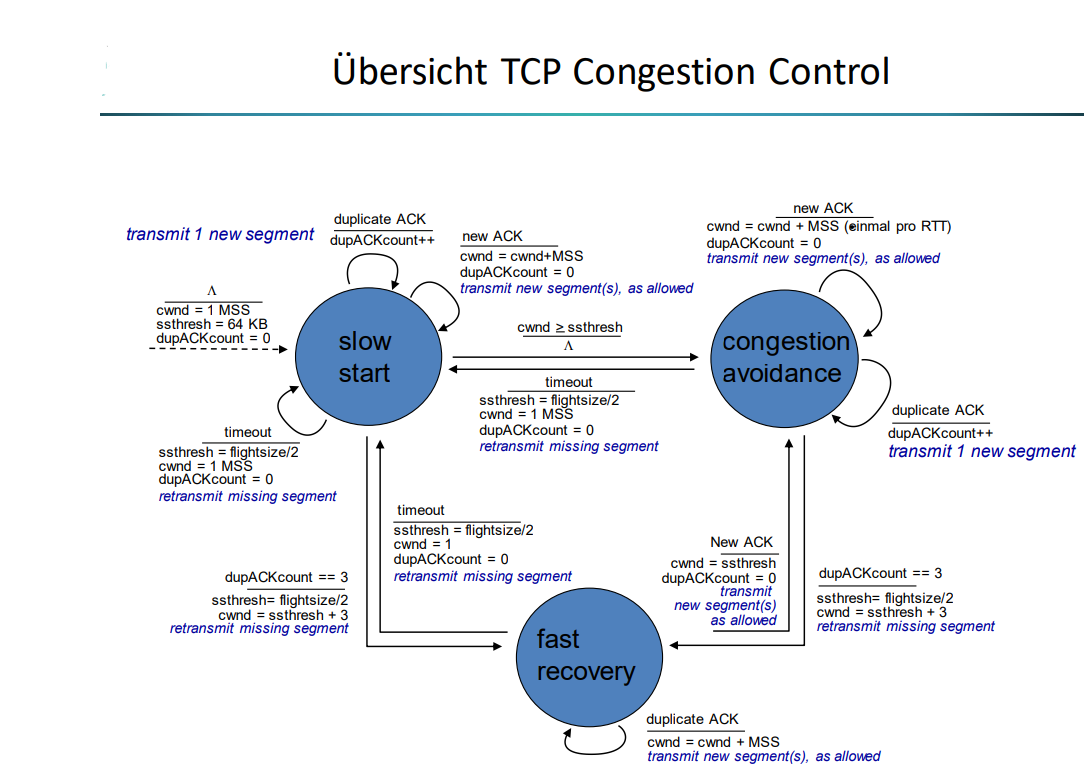 Übersicht TCP Congestion Control
transmit 1 new segment
duplicate ACK
dupACKcount++
new ACK
cwnd = cwnd+MSS
dupACKcount = 0
transmit new segment(s), as allowed
new ACK
cwnd = cwnd + MSS (einmal pro RTT)
dupACKcount = 0
transmit new segment(s), as allowed
Λ
cwnd = 1 MSS
ssthresh = 64 KB
dupACKcount = 0
slow
start
cwnd ≥ ssthresh
Λ
congestion
avoidance
timeout
ssthresh = flightsize/2
cwnd = 1 MSS
dupACKcount = 0
retransmit missing segment
duplicate ACK
dupACKcount++
transmit 1 new segment
timeout
ssthresh = flightsize/2
cwnd = 1 MSS
dupACKcount = 0
retransmit missing segment
timeout
ssthresh = flightsize/2
cwnd = 1
dupACKcount = 0
retransmit missing segment
New ACK
cwnd = ssthresh
dupACKcount = 0
transmit
new segment(s)
as allowed
dupACKcount == 3
ssthresh= flightsize/2
cwnd = ssthresh + 3
retransmit missing segment
dupACKcount == 3
ssthresh= flightsize/2
cwnd = ssthresh + 3
retransmit missing segment
fast
recovery
duplicate ACK
cwnd = cwnd + MSS
transmit new segment(s), as allowed